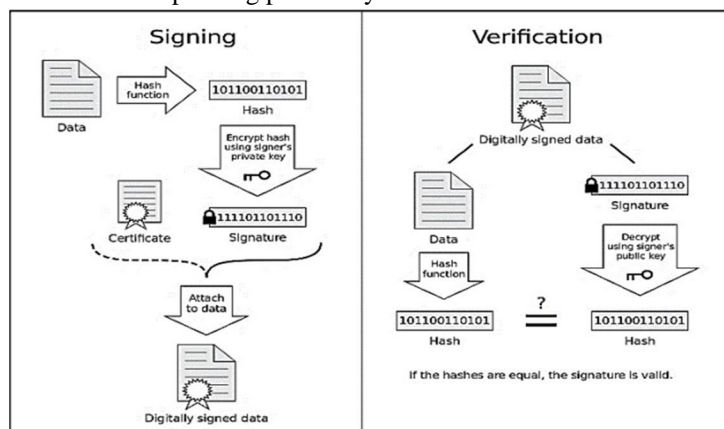 Signing
Data
Hash
function
101100110101
Hash
Encrypt hash
using signer's
private key
Certificate
111101101110
Signature
Attach
to data
Digitally signed data
Verification
Digitally signed data
Data
111101101110
Signature
Hash
function
Decrypt
using signer's
public key
101100110101
Hash
?
=
101100110101
Hash
If the hashes are equal, the signature is valid.